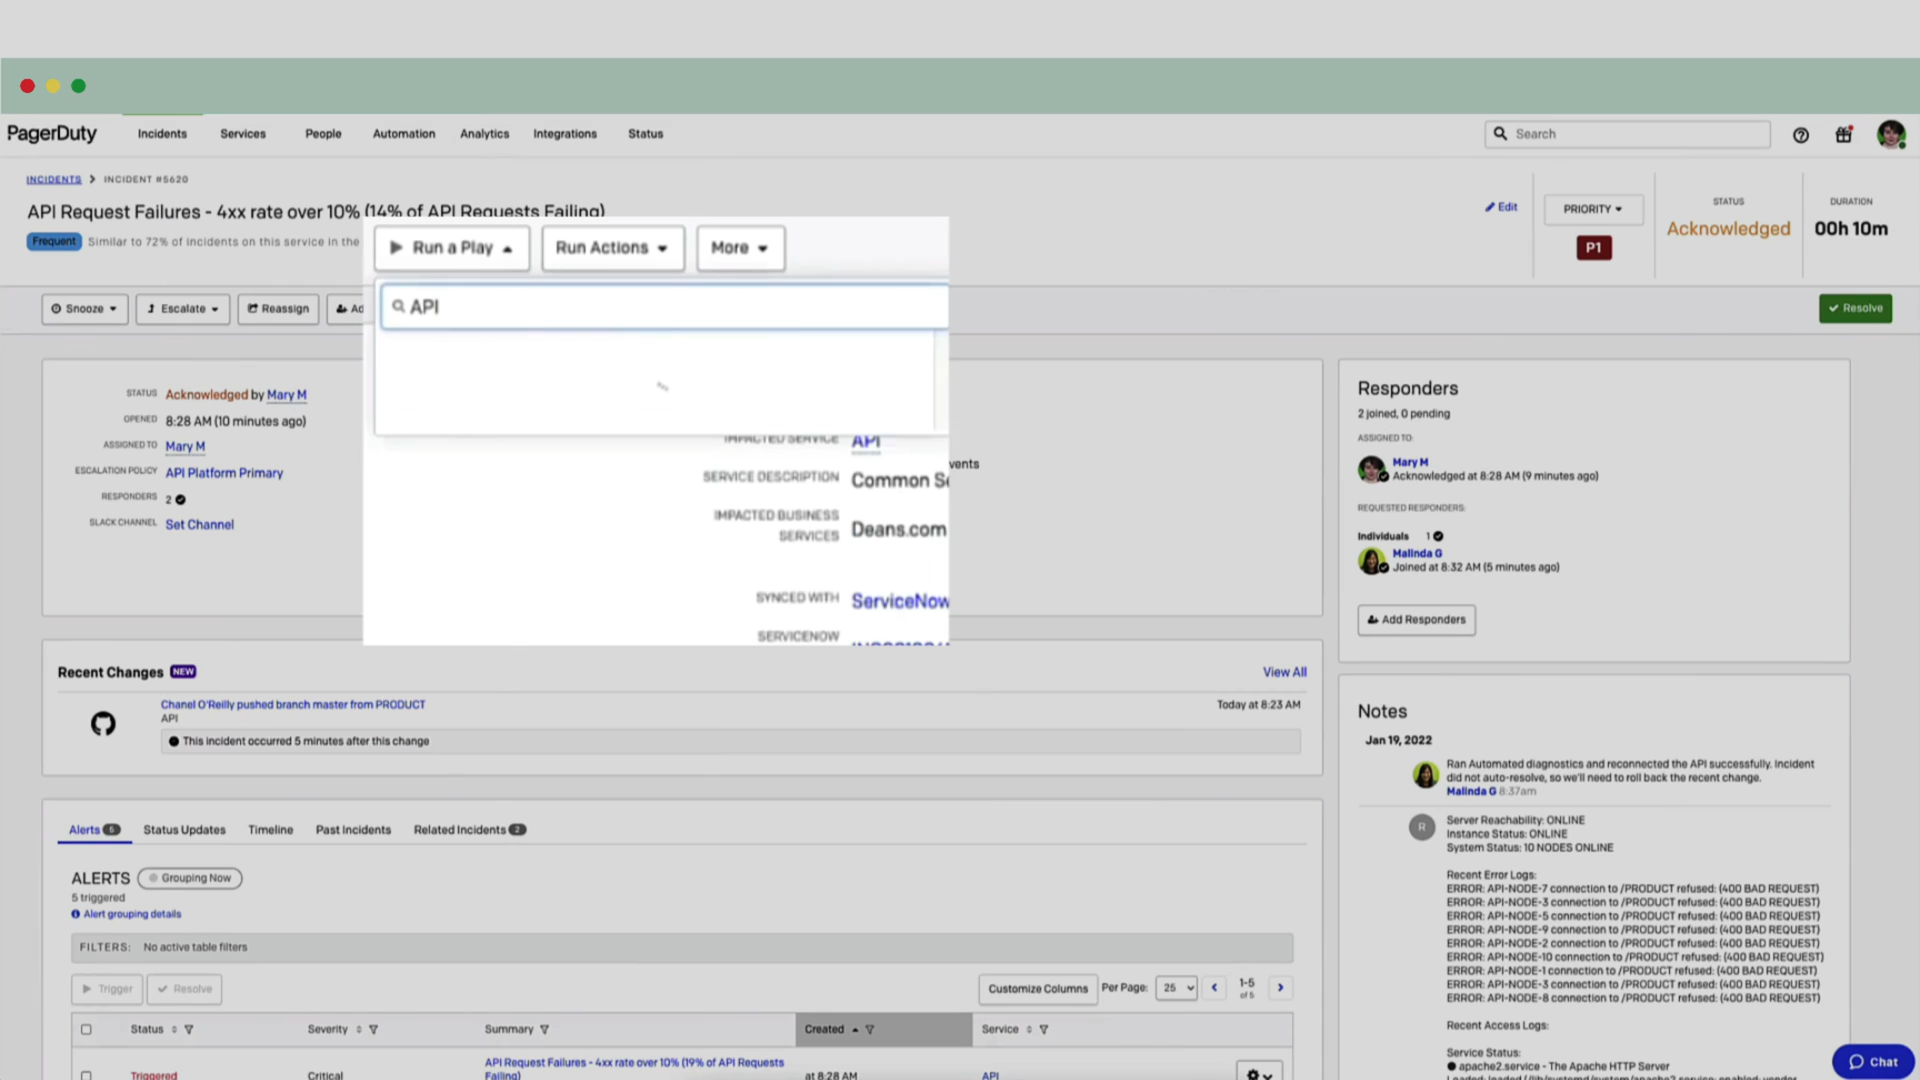 PagerDuty
Incidents
Services
People
Automation
Analytics
Integrations
Status
Search
INCIDENTS
INCIDENT #5620
API Request Failures - 4xx rate over 10% (14% of API Requests Failing)
Frequent
Similar to 72% of incidents on this service in the
Edit
PRIORITY
P1
STATUS
Acknowledged
DURATION
00h 10m
Snooze
Escalate
Reassign
Run a Play
Run Actions
More
API
Resolve
STATUS
Acknowledged by Mary M
OPENED
8:28 AM (10 minutes ago)
ASSIGNED TO
Mary M
ESCALATION POLICY
API Platform Primary
RESPONDERS
2
SLACK CHANNEL
Set Channel
IMPACTED SERVICE
API
SERVICE DESCRIPTION
Common
IMPACTED BUSINESS
SERVICES
Deans.com
SYNCED WITH
ServiceNow
SERVICENOW
Responders
2 joined, 0 pending
ASSIGNED TO:
Mary M
Acknowledged at 8:28 AM (9 minutes ago)
REQUESTED RESPONDERS:
Individuals 1
Malinda G
Joined at 8:32 AM (5 minutes ago)
Add Responders
Recent Changes NEW
View All
Chanel O'Reilly pushed branch master from PRODUCT
API
Today at 8:23 AM
This incident occurred 5 minutes after this change
Notes
Jan 19, 2022
Ran Automated diagnostics and reconnected the API successfully. Incident
did not auto-resolve, so we'll need to roll back the recent change.
Malinda G 8:37am
R
Server Reachability: ONLINE
Instance Status: ONLINE
System Status: 10 NODES ONLINE
Recent Error Logs:
ERROR: API-NODE-7 connection to /PRODUCT refused: (400 BAD REQUEST)
ERROR: API-NODE-3 connection to /PRODUCT refused: (400 BAD REQUEST)
ERROR: API-NODE-5 connection to /PRODUCT refused: (400 BAD REQUEST)
ERROR: API-NODE-9 connection to /PRODUCT refused: (400 BAD REQUEST)
ERROR: API-NODE-2 connection to /PRODUCT refused: (400 BAD REQUEST)
ERROR: API-NODE-10 connection to /PRODUCT refused: (400 BAD REQUEST)
ERROR: API-NODE-1 connection to /PRODUCT refused: (400 BAD REQUEST)
ERROR: API-NODE-3 connection to /PRODUCT refused: (400 BAD REQUEST)
ERROR: API-NODE-8 connection to /PRODUCT refused: (400 BAD REQUEST)
Recent Access Logs:
Service Status:
apache2.service - The Apache HTTP Server
Chat
Alerts 5
Status Updates
Timeline
Past Incidents
Related Incidents 2
ALERTS
Grouping Now
5 triggered
Alert grouping details
FILTERS: No active table filters
Trigger
Resolve
Customize Columns
Per Page:
25
1-5
of 5
Status
Severity
Summary
Created
Service
Triggered
Critical
API Request Failures - 4xx rate over 10% (19% of API Requests
Failing)
at 8:28 AM
API